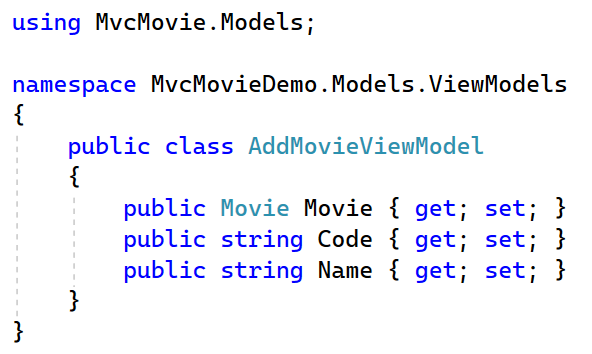 using MvcMovie.Models;

namespace MvcMovieDemo.Models.ViewModels
{
    public class AddMovieViewModel
    {
        public Movie Movie { get; set; }
        public string Code { get; set; }
        public string Name { get; set; }
    }
}